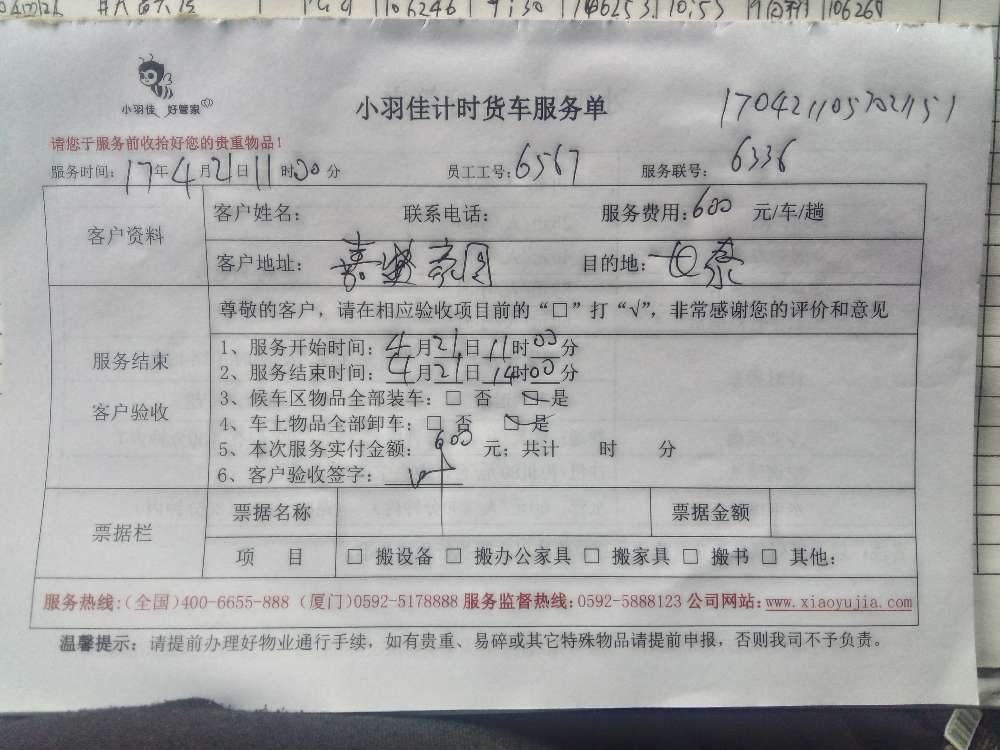 106246 9:30 106253 10:53 106260
小羽佳 好管家
小羽佳计时货车服务单
1704211057021151
请您于服务前收拾好您的贵重物品！
服务时间：17年4月21日11时00分 员工工号：6567 服务联号：6336
客户资料
客户姓名： 联系电话： 服务费用：600 元/车/趟
客户地址：嘉盛豪园 目的地：
尊敬的客户，请在相应验收项目前的“□”打“√”，非常感谢您的评价和意见
服务结束
客户验收
1、服务开始时间：4月21日11时00分
2、服务结束时间：4月21日14时00分
3、候车区物品全部装车：□ 否 ☑ 是
4、车上物品全部卸车：□ 否 ☑ 是
5、本次服务实付金额：600 元；共计 时 分
6、客户验收签字：叶
票据栏
票据名称 票据金额
项 目 □ 搬设备 □ 搬办公家具 □ 搬家具 □ 搬书 □ 其他：
服务热线：（全国）400-6655-888 （厦门）0592-5178888 服务监督热线：0592-5888123 公司网站：www.xiaoyujia.com
温馨提示：请提前办理好物业通行手续，如有贵重、易碎或其它特殊物品请提前申报，否则我司不予负责。